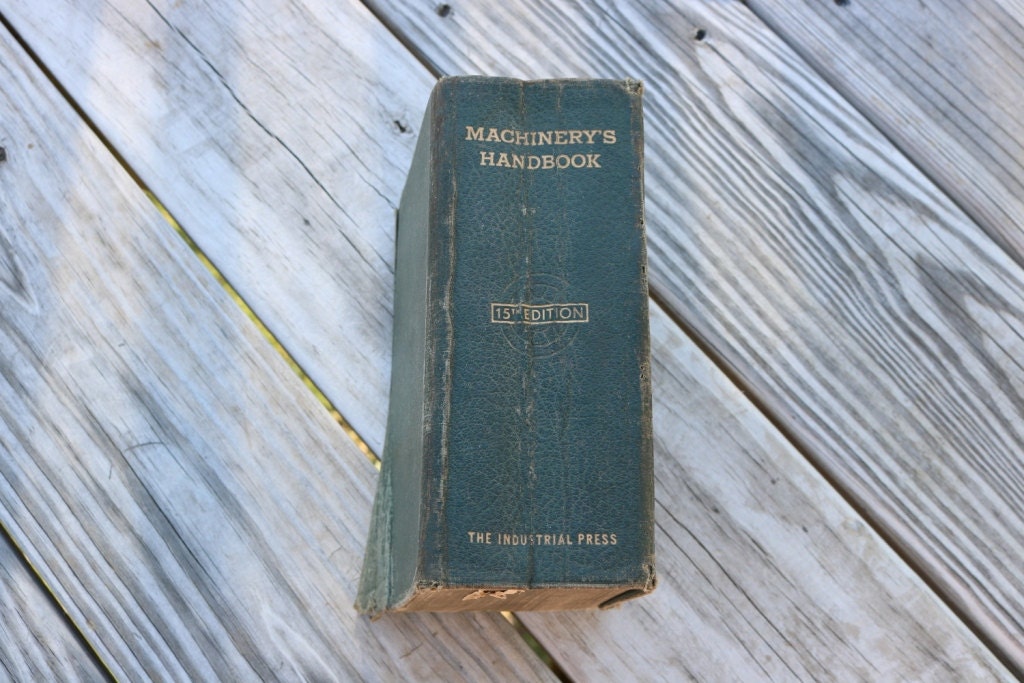 MACHINERY'S
HANDBOOK
15TH EDITION
THE INDUSTRIAL PRESS